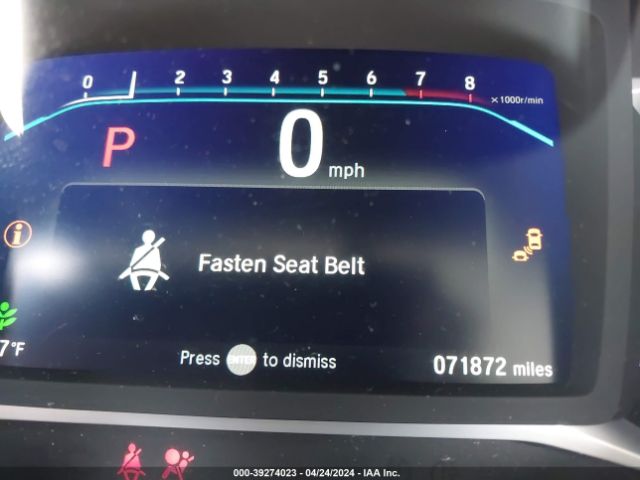 0 2 3 4 5 6 7 8
x1000r/min
P 0 mph
i
Fasten Seat Belt
7°F
Press ENTER to dismiss
071872 miles
000-39274023 - 04/24/2024 - IAA Inc.